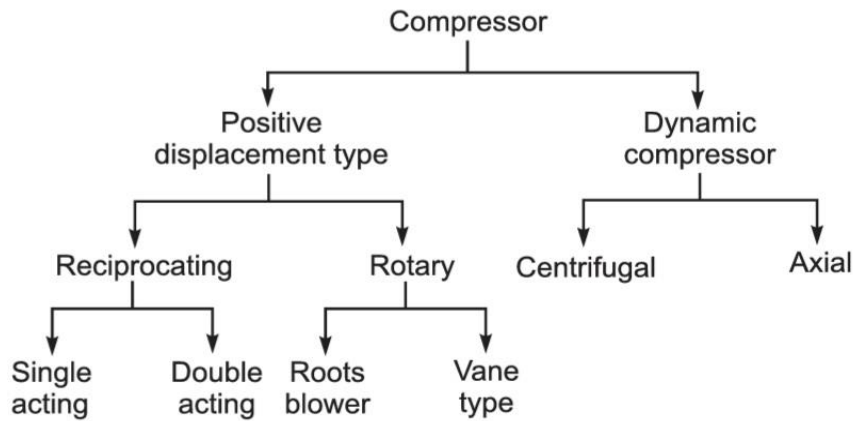 Compressor
Positive
displacement type
Dynamic
compressor
Reciprocating
Rotary
Centrifugal
Axial
Single
acting
Double
acting
Roots
blower
Vane
type